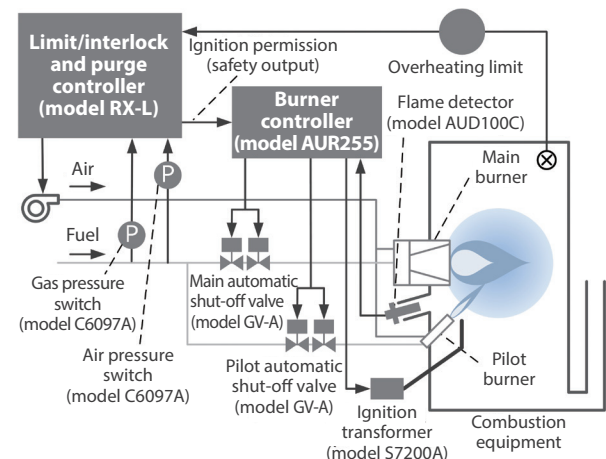 Limit/interlock
and purge
controller
(model RX-L)
Ignition permission
(safety output)
Overheating limit
Burner
controller
(model AUR255)
Flame detector
(model AUD100C)
Main
burner
Air
P
Fuel
P
Gas pressure
switch
(model C6097A)
Main automatic
shut-off valve
(model GV-A)
Air pressure
switch
(model C6097A)
Pilot automatic
shut-off valve
(model GV-A)
Pilot
burner
Ignition
transformer
(model S7200A)
Combustion
equipment